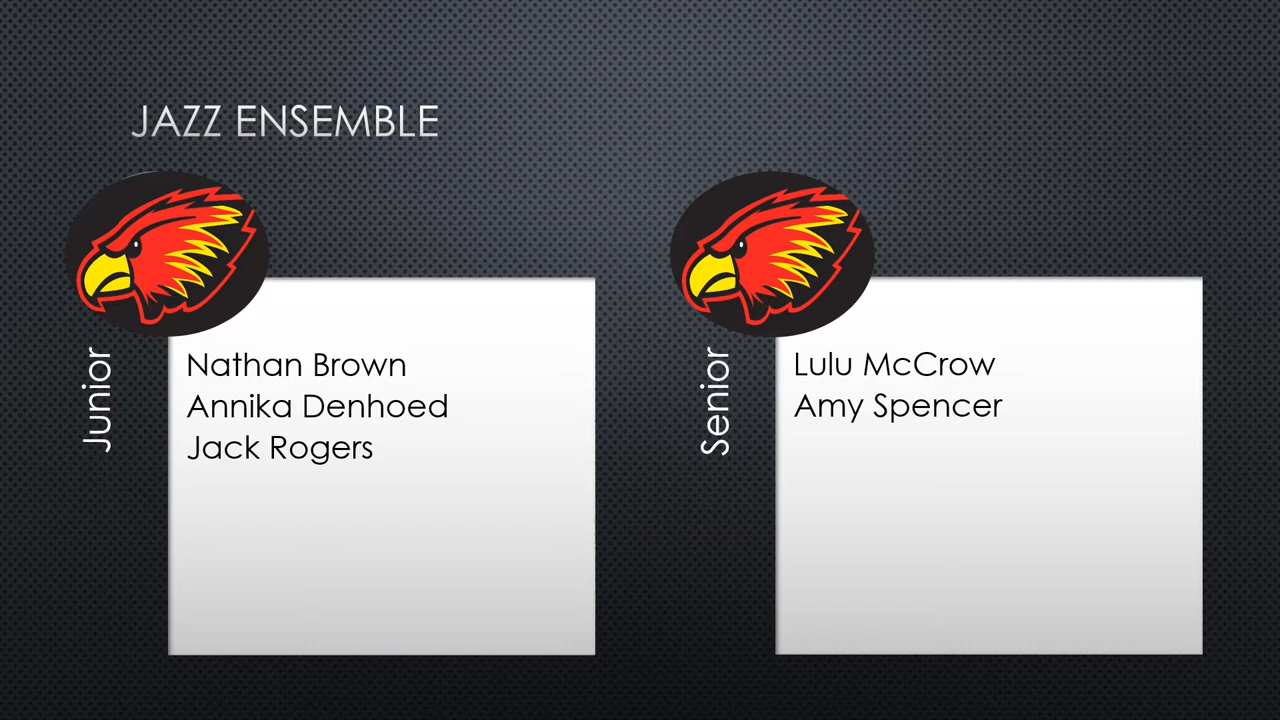 JAZZ ENSEMBLE
Junior
Nathan Brown
Annika Denhoed
Jack Rogers
Senior
Lulu McCrow
Amy Spencer